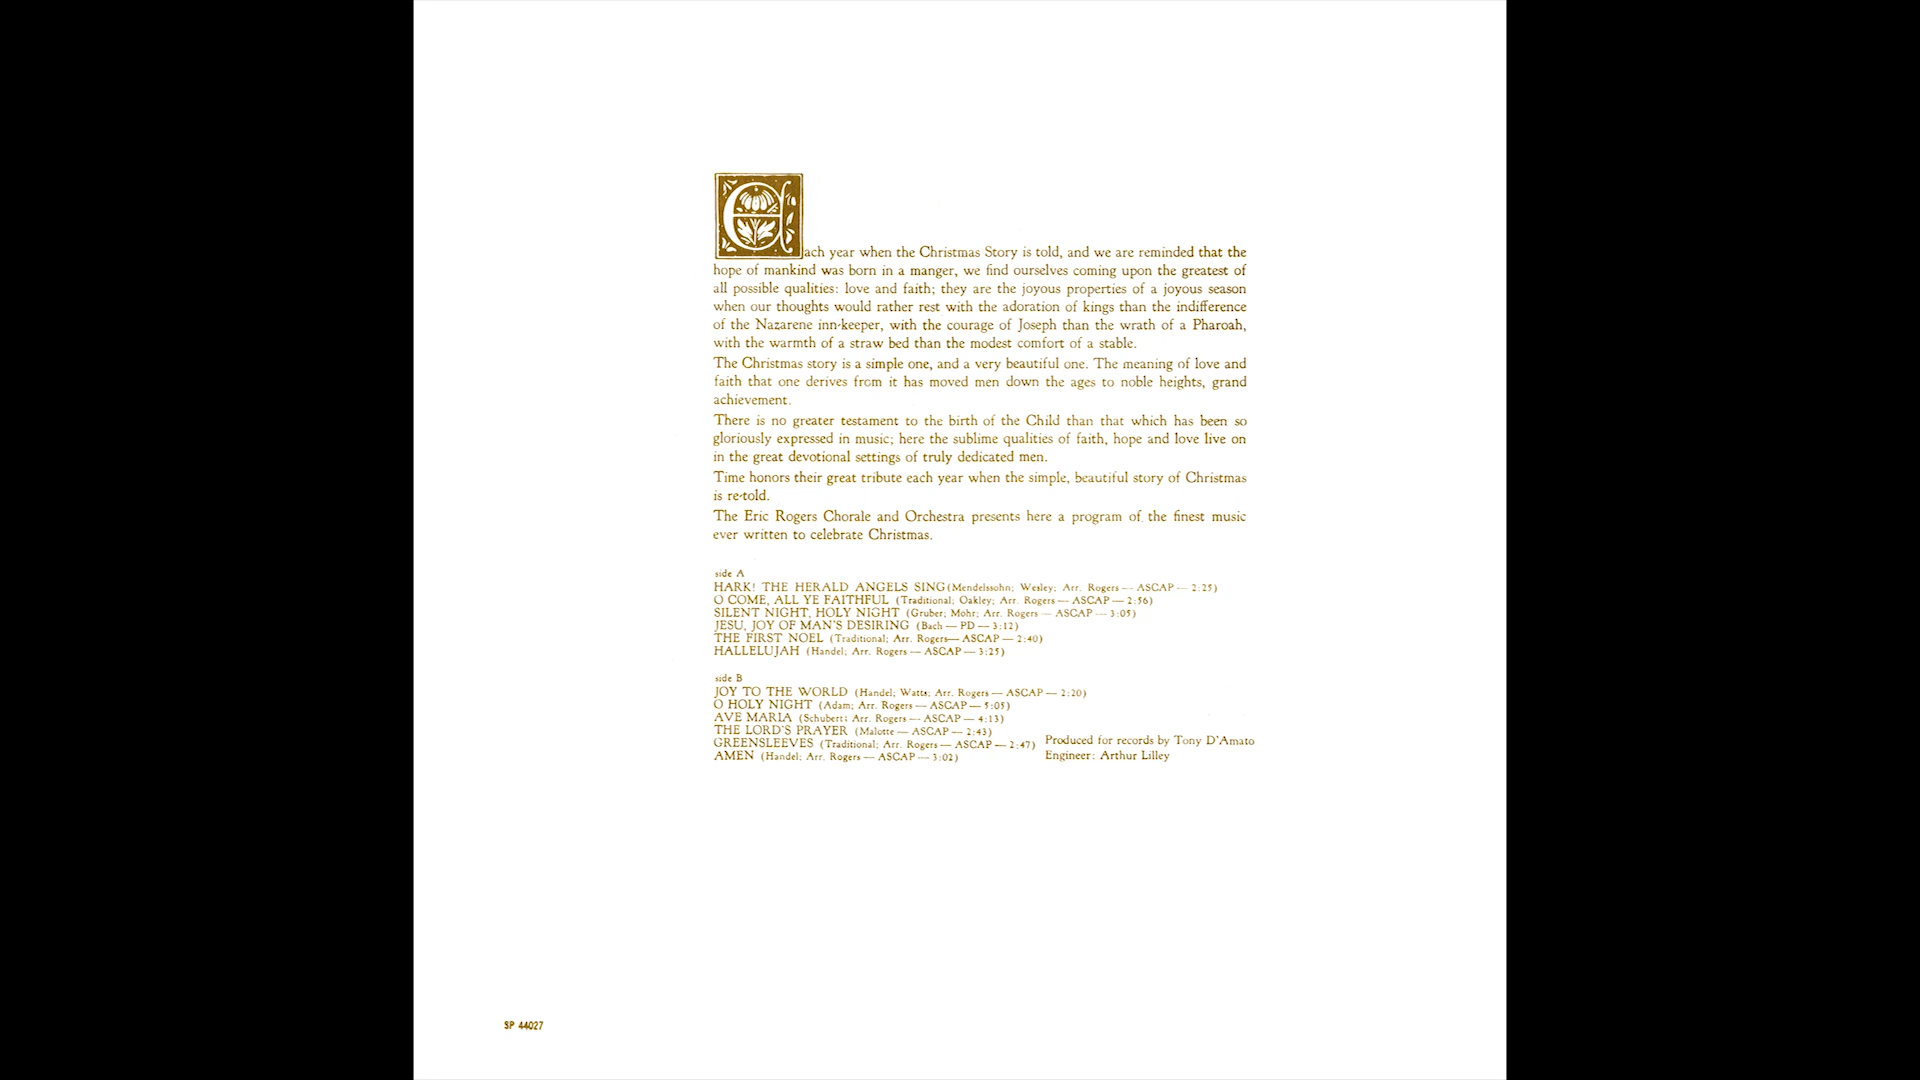 Each year when the Christmas Story is told, and we are reminded that the
hope of mankind was born in a manger, we find ourselves coming upon the greatest of
all possible qualities: love and faith; they are the joyous properties of a joyous season
when our thoughts would rather rest with the adoration of kings than the indifference
of the Nazarene inn-keeper, with the courage of Joseph than the wrath of a Pharoah,
with the warmth of a straw bed than the modest comfort of a stable.
The Christmas story is a simple one, and a very beautiful one. The meaning of love and
faith that one derives from it has moved men down the ages to noble heights, grand
achievement.
There is no greater testament to the birth of the Child than that which has been so
gloriously expressed in music; here the sublime qualities of faith, hope and love live on
in the great devotional settings of truly dedicated men.
Time honors their great tribute each year when the simple, beautiful story of Christmas
is re-told.
The Eric Rogers Chorale and Orchestra presents here a program of the finest music
ever written to celebrate Christmas.
side A
HARK! THE HERALD ANGELS SING (Mendelssohn; Wesley; Arr. Rogers — ASCAP — 2:25)
O COME, ALL YE FAITHFUL (Traditional; Oakley; Arr. Rogers — ASCAP — 2:56)
SILENT NIGHT, HOLY NIGHT (Gruber; Mohr; Arr. Rogers — ASCAP — 3:05)
JESU, JOY OF MAN'S DESIRING (Bach — PD — 3:12)
THE FIRST NOEL (Traditional; Arr. Rogers — ASCAP — 2:40)
HALLELUJAH (Handel; Arr. Rogers — ASCAP — 3:25)
side B
JOY TO THE WORLD (Handel; Watts; Arr. Rogers — ASCAP — 2:20)
O HOLY NIGHT (Adam; Arr. Rogers — ASCAP — 5:05)
AVE MARIA (Schubert; Arr. Rogers — ASCAP — 4:13)
THE LORD'S PRAYER (Malotte — ASCAP — 2:43)
GREENSLEEVES (Traditional; Arr. Rogers — ASCAP — 2:47)
AMEN (Handel; Arr. Rogers — ASCAP — 3:02)
Produced for records by Tony D'Amato
Engineer: Arthur Lilley
SP 44027